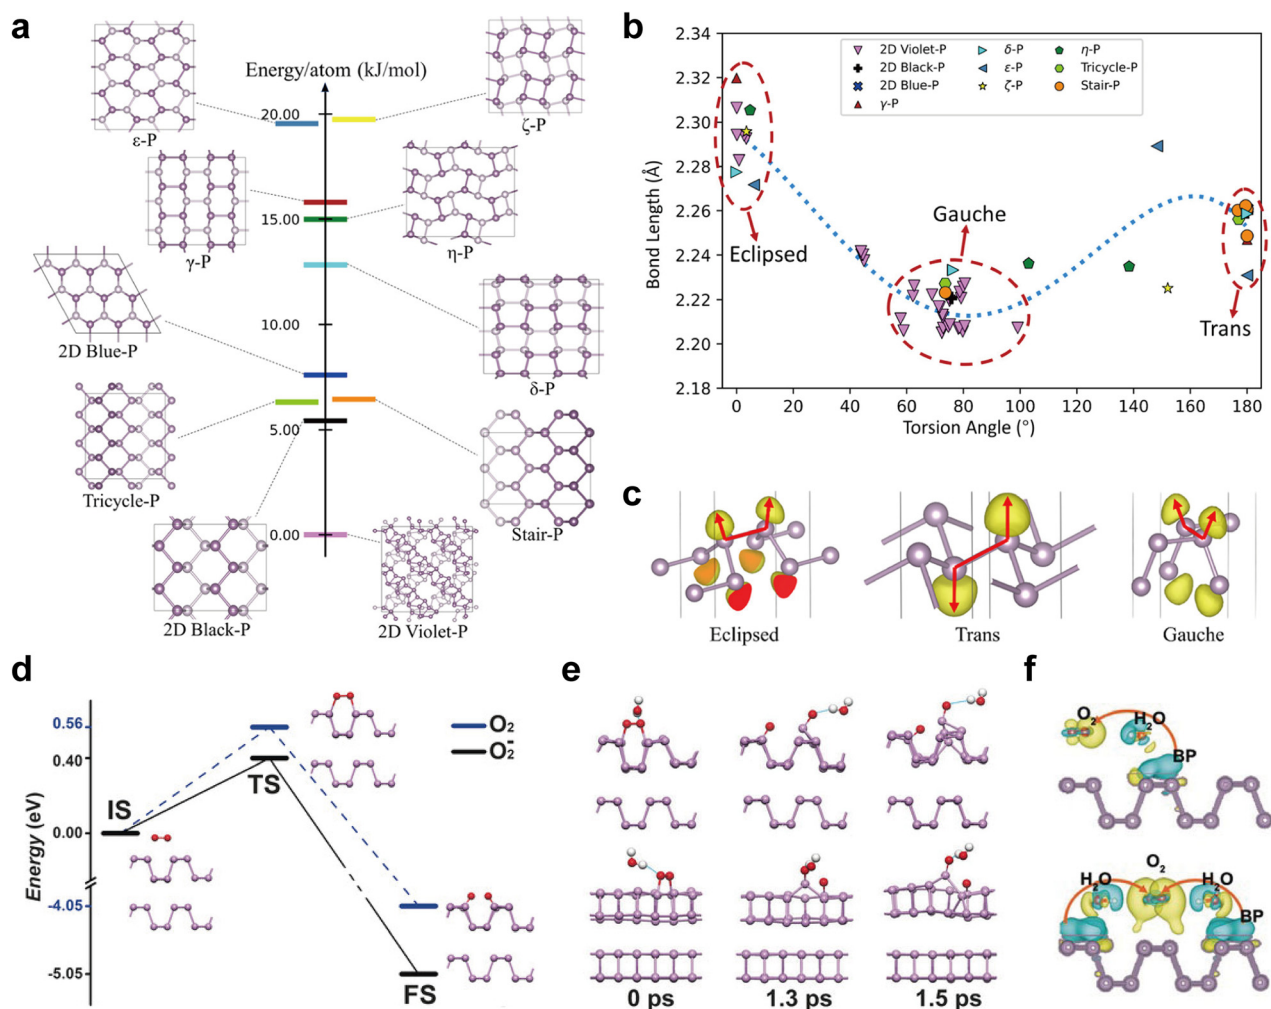 a
Energy/atom (kJ/mol)
20.00
ε-P
ζ-P
15.00
γ-P
η-P
10.00
2D Blue-P
δ-P
5.00
Tricycle-P
Stair-P
0.00
2D Black-P
2D Violet-P
b
2.34
2.32
2.30
2.28
2.26
2.24
2.22
2.20
2.18
Bond Length (Å)
2D Violet-P
2D Black-P
2D Blue-P
γ-P
δ-P
ε-P
ζ-P
η-P
Tricycle-P
Stair-P
Eclipsed
Gauche
Trans
0 20 40 60 80 100 120 140 160 180
Torsion Angle (°)
c
Eclipsed
Trans
Gauche
d
Energy (eV)
0.56
0.40
0.00
-4.05
-5.05
IS
TS
FS
O₂
O₂⁻
e
0 ps
1.3 ps
1.5 ps
f
O₂
H₂O
BP
O₂
H₂O
H₂O
BP